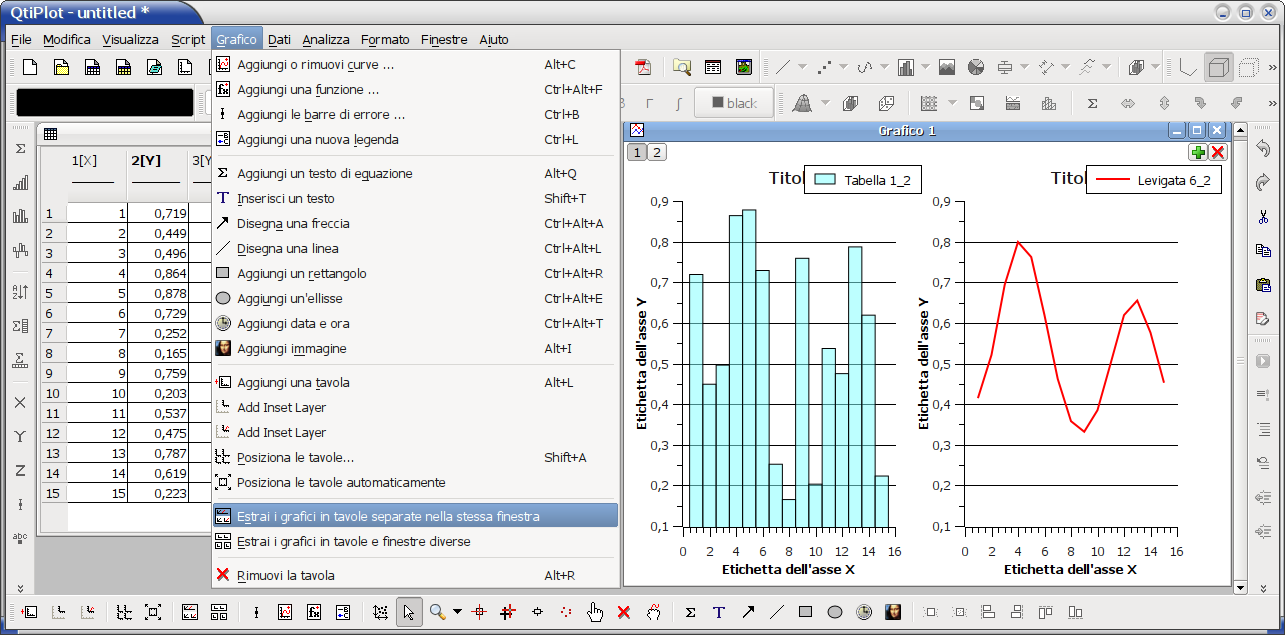 QtiPlot - untitled *
File Modifica Visualizza Script Grafico Dati Analizza Formato Finestre Aiuto
Aggiungi o rimuovi curve ... Alt+C
Aggiungi una funzione ... Ctrl+Alt+F
Aggiungi le barre di errore ... Ctrl+B
Aggiungi una nuova legenda Ctrl+L
Aggiungi un testo di equazione Alt+Q
Inserisci un testo Shift+T
Disegna una freccia Ctrl+Alt+A
Disegna una linea Ctrl+Alt+L
Aggiungi un rettangolo Ctrl+Alt+R
Aggiungi un'ellisse Ctrl+Alt+E
Aggiungi data e ora Ctrl+Alt+T
Aggiungi immagine Alt+I
Aggiungi una tavola Alt+L
Add Inset Layer
Add Inset Layer
Posiziona le tavole... Shift+A
Posiziona le tavole automaticamente
Estrai i grafici in tavole separate nella stessa finestra
Estrai i grafici in tavole e finestre diverse
Rimuovi la tavola Alt+R
black
1[X] 2[Y] 3[Y
1 1 0,719
2 2 0,449
3 3 0,496
4 4 0,864
5 5 0,878
6 6 0,729
7 7 0,252
8 8 0,165
9 9 0,759
10 10 0,203
11 11 0,537
12 12 0,475
13 13 0,787
14 14 0,619
15 15 0,223
Grafico 1
1 2
Titol
Tabella 1_2
Etichetta dell'asse Y
0,9
0,8
0,7
0,6
0,5
0,4
0,3
0,2
0,1
0 2 4 6 8 10 12 14 16
Etichetta dell'asse X
Titol
Levigata 6_2
Etichetta dell'asse Y
0,9
0,8
0,7
0,6
0,5
0,4
0,3
0,2
0,1
0 2 4 6 8 10 12 14 16
Etichetta dell'asse X